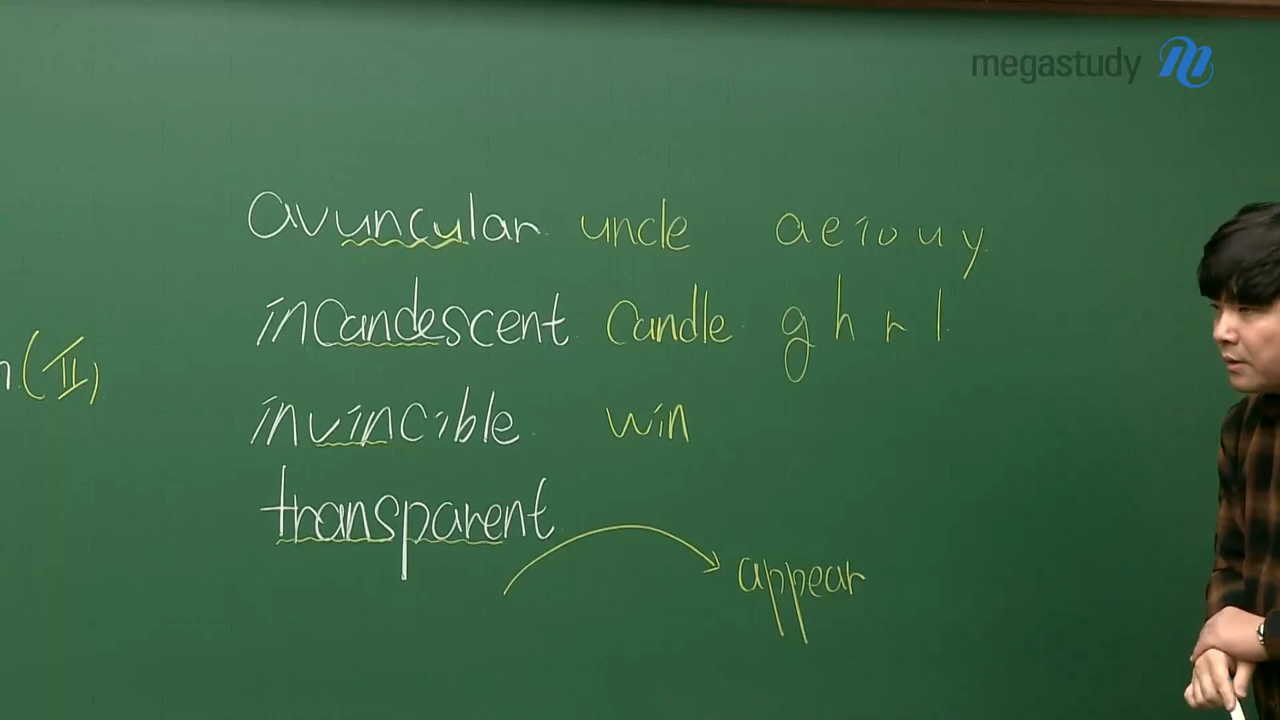 megastudy
avuncular uncle a e i o u y
incandescent candle g h r l
(Ⅱ)
invincible win
transparent
appear